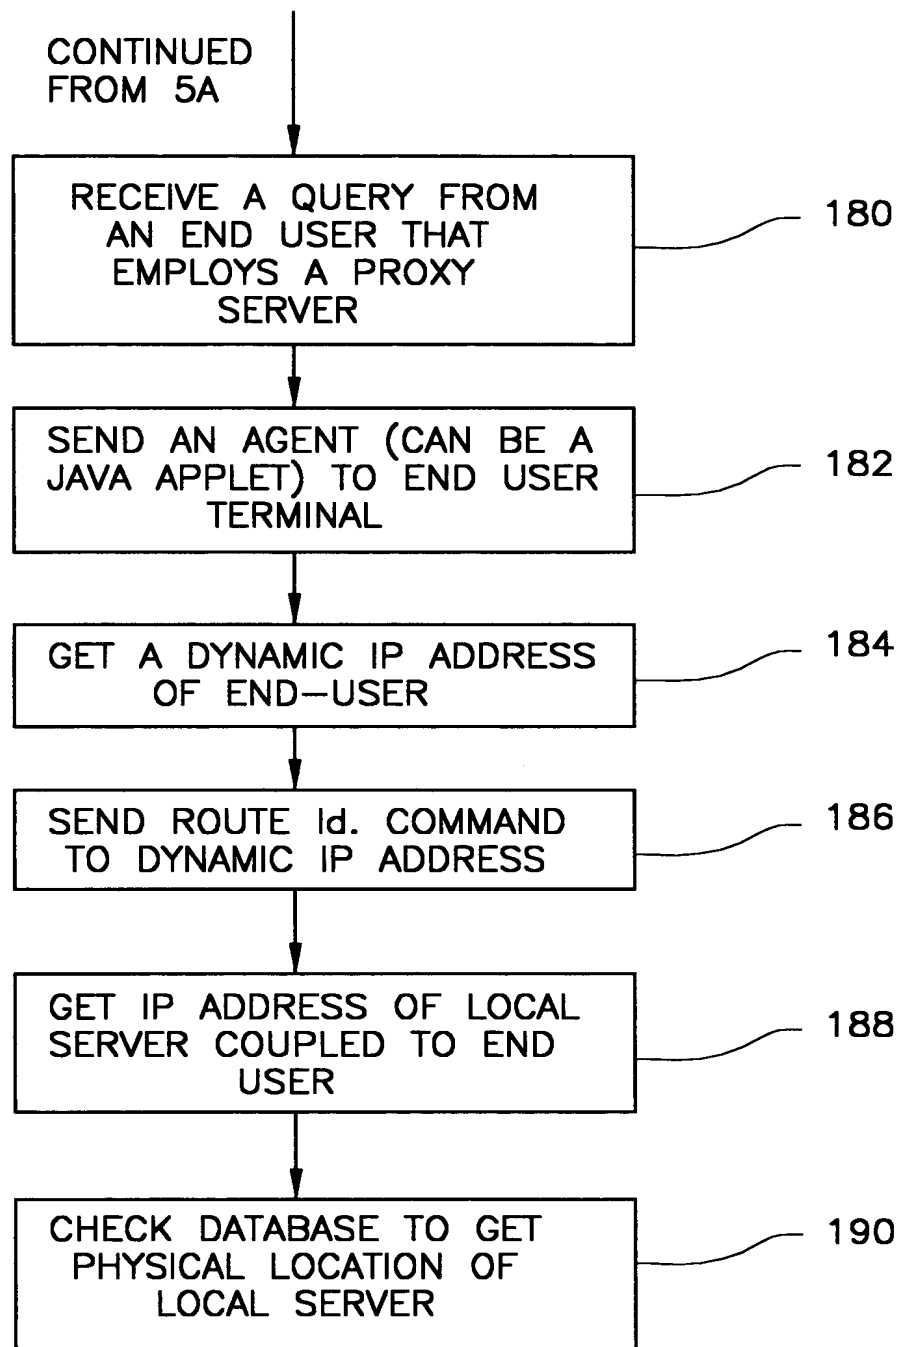 CONTINUED
FROM 5A
RECEIVE A QUERY FROM
AN END USER THAT
EMPLOYS A PROXY
SERVER
180
SEND AN AGENT (CAN BE A
JAVA APPLET) TO END USER
TERMINAL
182
GET A DYNAMIC IP ADDRESS
OF END-USER
184
SEND ROUTE Id. COMMAND
TO DYNAMIC IP ADDRESS
186
GET IP ADDRESS OF LOCAL
SERVER COUPLED TO END
USER
188
CHECK DATABASE TO GET
PHYSICAL LOCATION OF
LOCAL SERVER
190